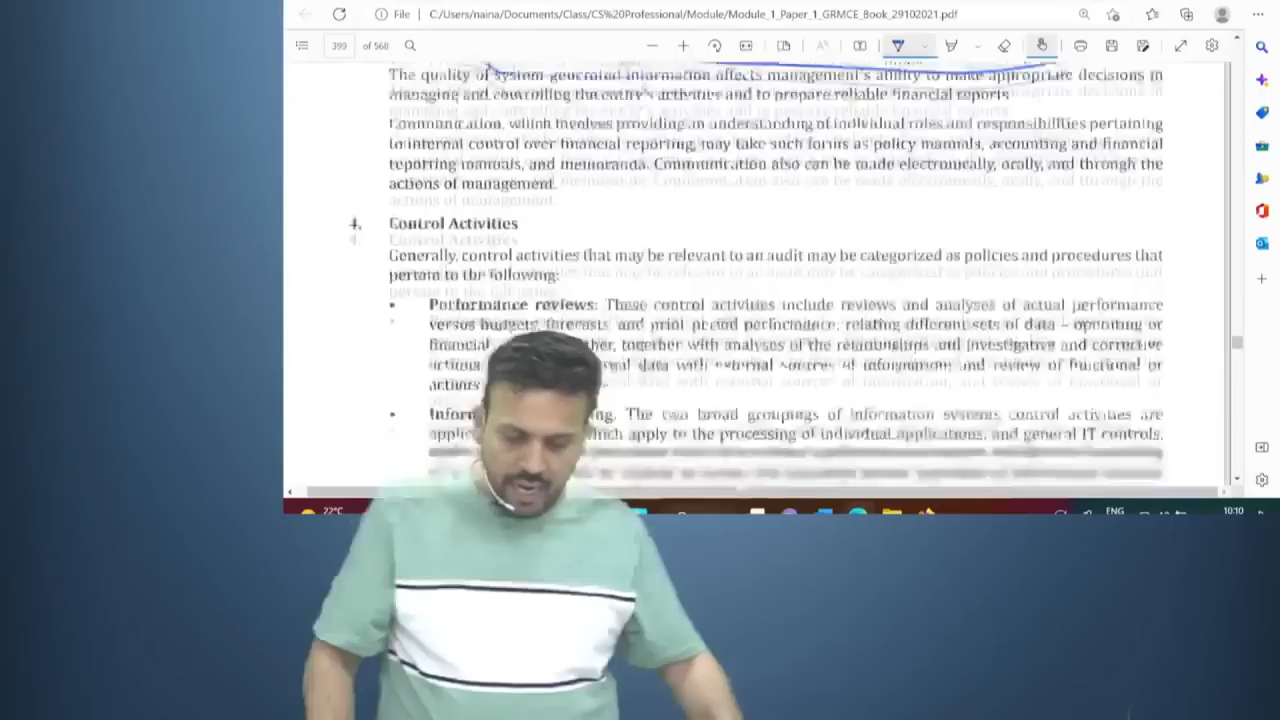 File C:/Users/naina/Documents/Class/CS%20Professional/Module/Module_1_Paper_1_GRMCE_Book_29102021.pdf
399 of 568
The quality of system-generated information affects management's ability to make appropriate decisions in
managing and controlling the entity's activities and to prepare reliable financial reports
Communication, which involves providing an understanding of individual roles and responsibilities pertaining
to internal control over financial reporting, may take such forms as policy manuals, accounting and financial
reporting manuals, and memoranda. Communication also can be made electronically, orally, and through the
actions of management.
4. Control Activities
Generally, control activities that may be relevant to an audit may be categorized as policies and procedures that
pertain to the following:
• Performance reviews: These control activities include reviews and analyses of actual performance
versus budgets, forecasts and prior period performance, relating different sets of data – operating or
financial ther, together with analyses of the relationships and investigative and corrective
actions data with external sources of information and review of functional or
• Infor ng. The two broad groupings of information systems control activities are
which apply to the processing of individual applications, and general IT controls.
22°C ENG 10:10